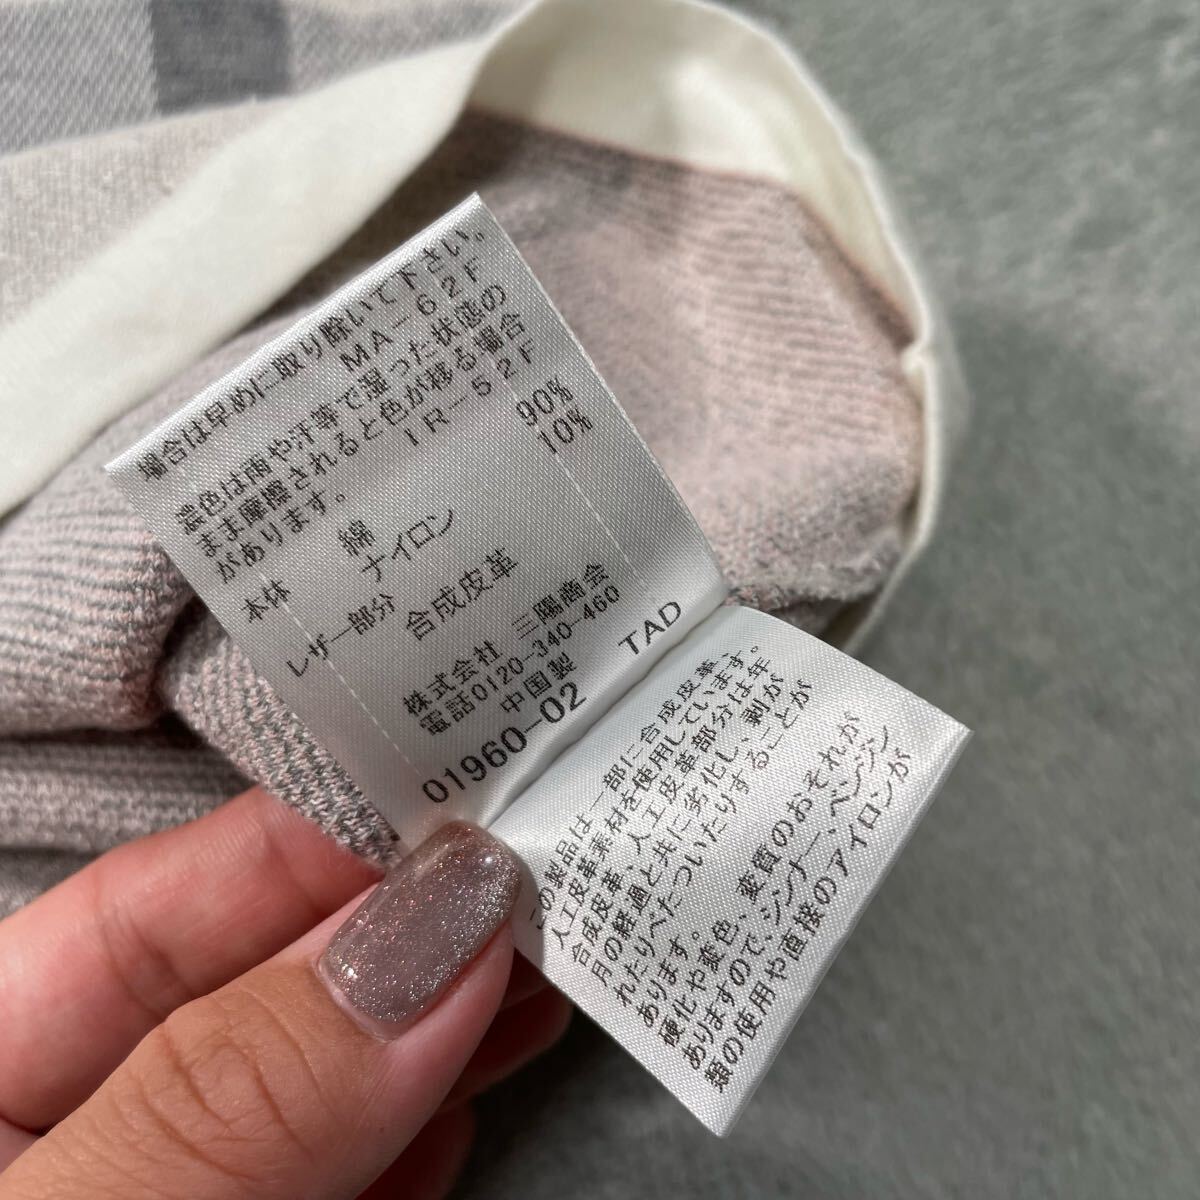 場合は早めに取り除いて下さい。
MA-62F
濃色は雨や汗等で湿った状態の
まま摩擦されると色が移る場合
があります。
IR-52F
本体 綿 90%
ナイロン 10%
レザー部分 合成皮革
株式会社 三陽商会
電話0120-340-460
中国製
01960-02 TAD
この製品は一部に合成皮革、
人工皮革素材を使用しています。
合成皮革、人工皮革部分は年
月の経過と共に劣化し、剥が
れたりべたついたりすることが
あります。
硬化や変色、変質のおそれが
ありますので、シンナー、ベンジン
類の使用や直接のアイロンが